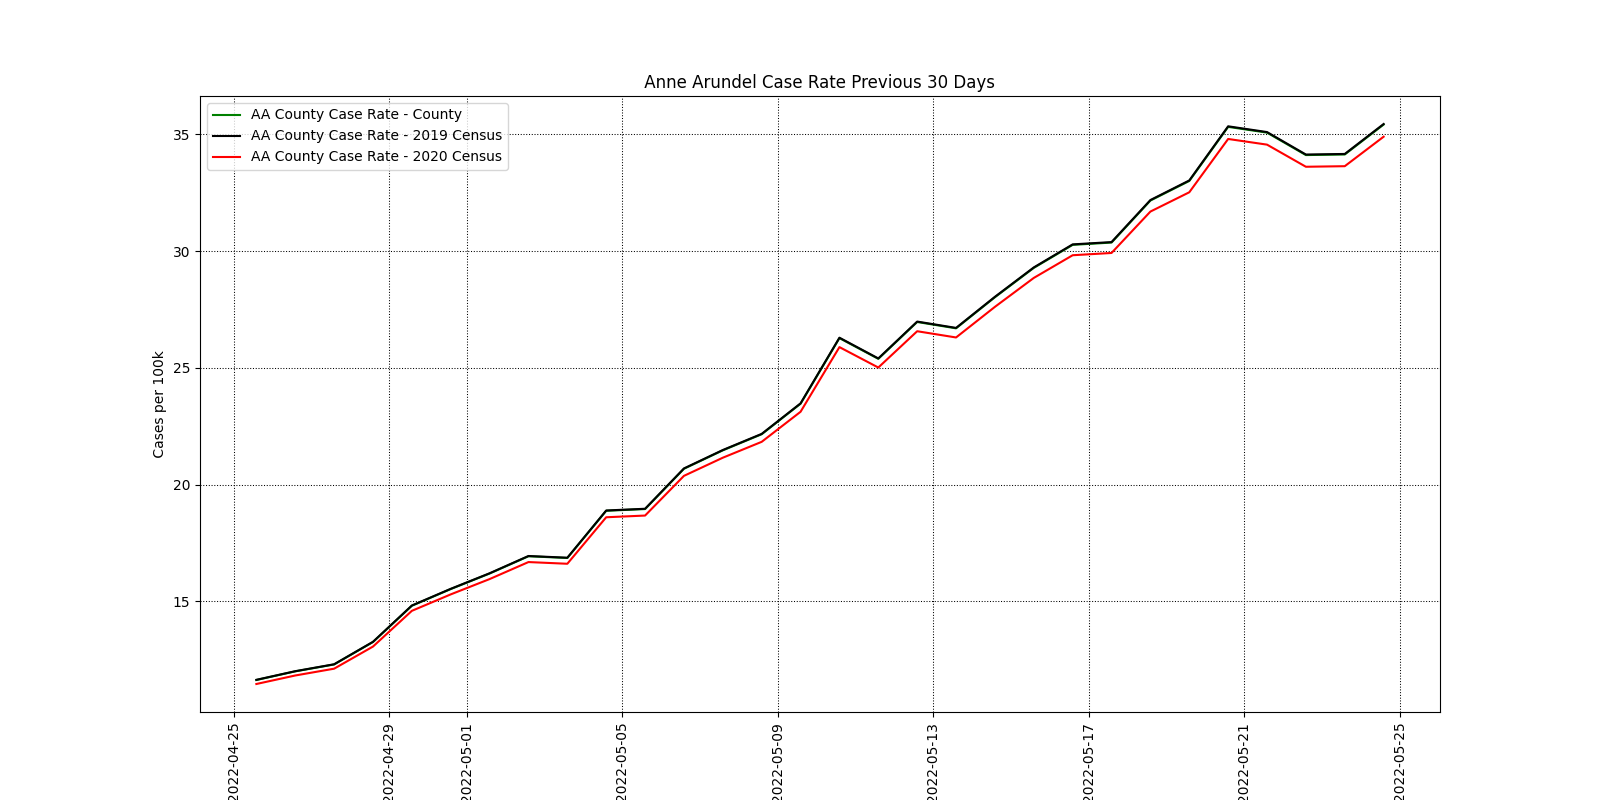 Anne Arundel Case Rate Previous 30 Days
AA County Case Rate - County
AA County Case Rate - 2019 Census
AA County Case Rate - 2020 Census
Cases per 100k
35
30
25
20
15
2022-04-25
2022-04-29
2022-05-01
2022-05-05
2022-05-09
2022-05-13
2022-05-17
2022-05-21
2022-05-25